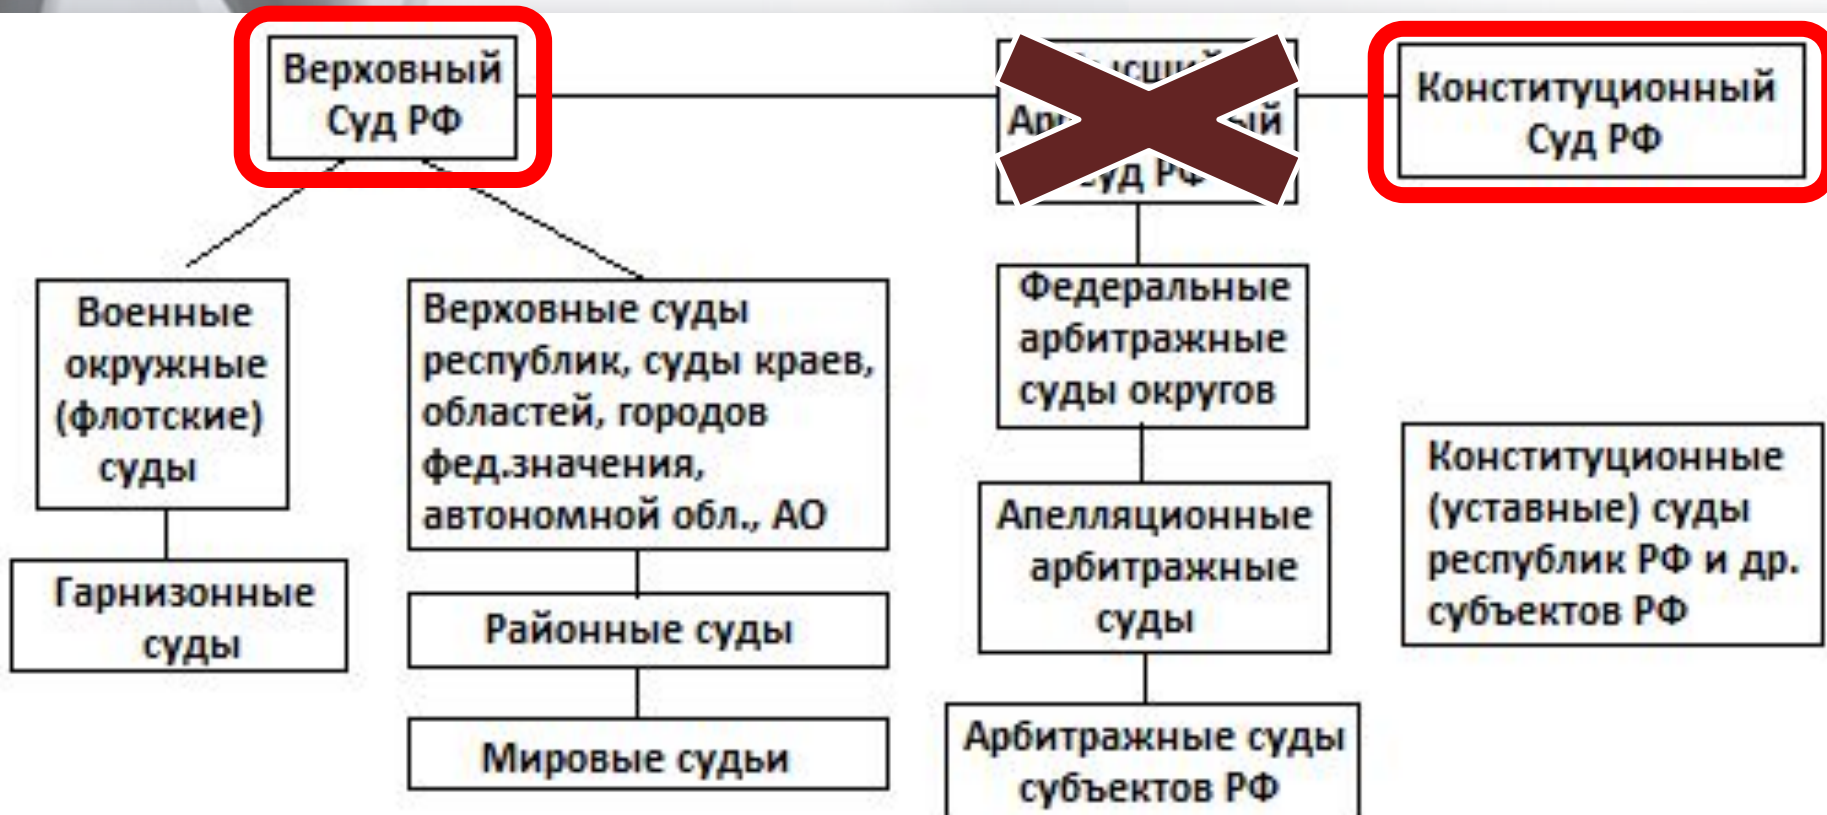 Верховный
Суд РФ
Суд РФ
Конституционный
Суд РФ
Военные
окружные
(флотские)
суды
Гарнизонные
суды
Верховные суды
республик, суды краев,
областей, городов
фед.значения,
автономной обл., АО
Районные суды
Мировые судьи
Федеральные
арбитражные
суды округов
Апелляционные
арбитражные
суды
Арбитражные суды
субъектов РФ
Конституционные
(уставные) суды
республик РФ и др.
субъектов РФ